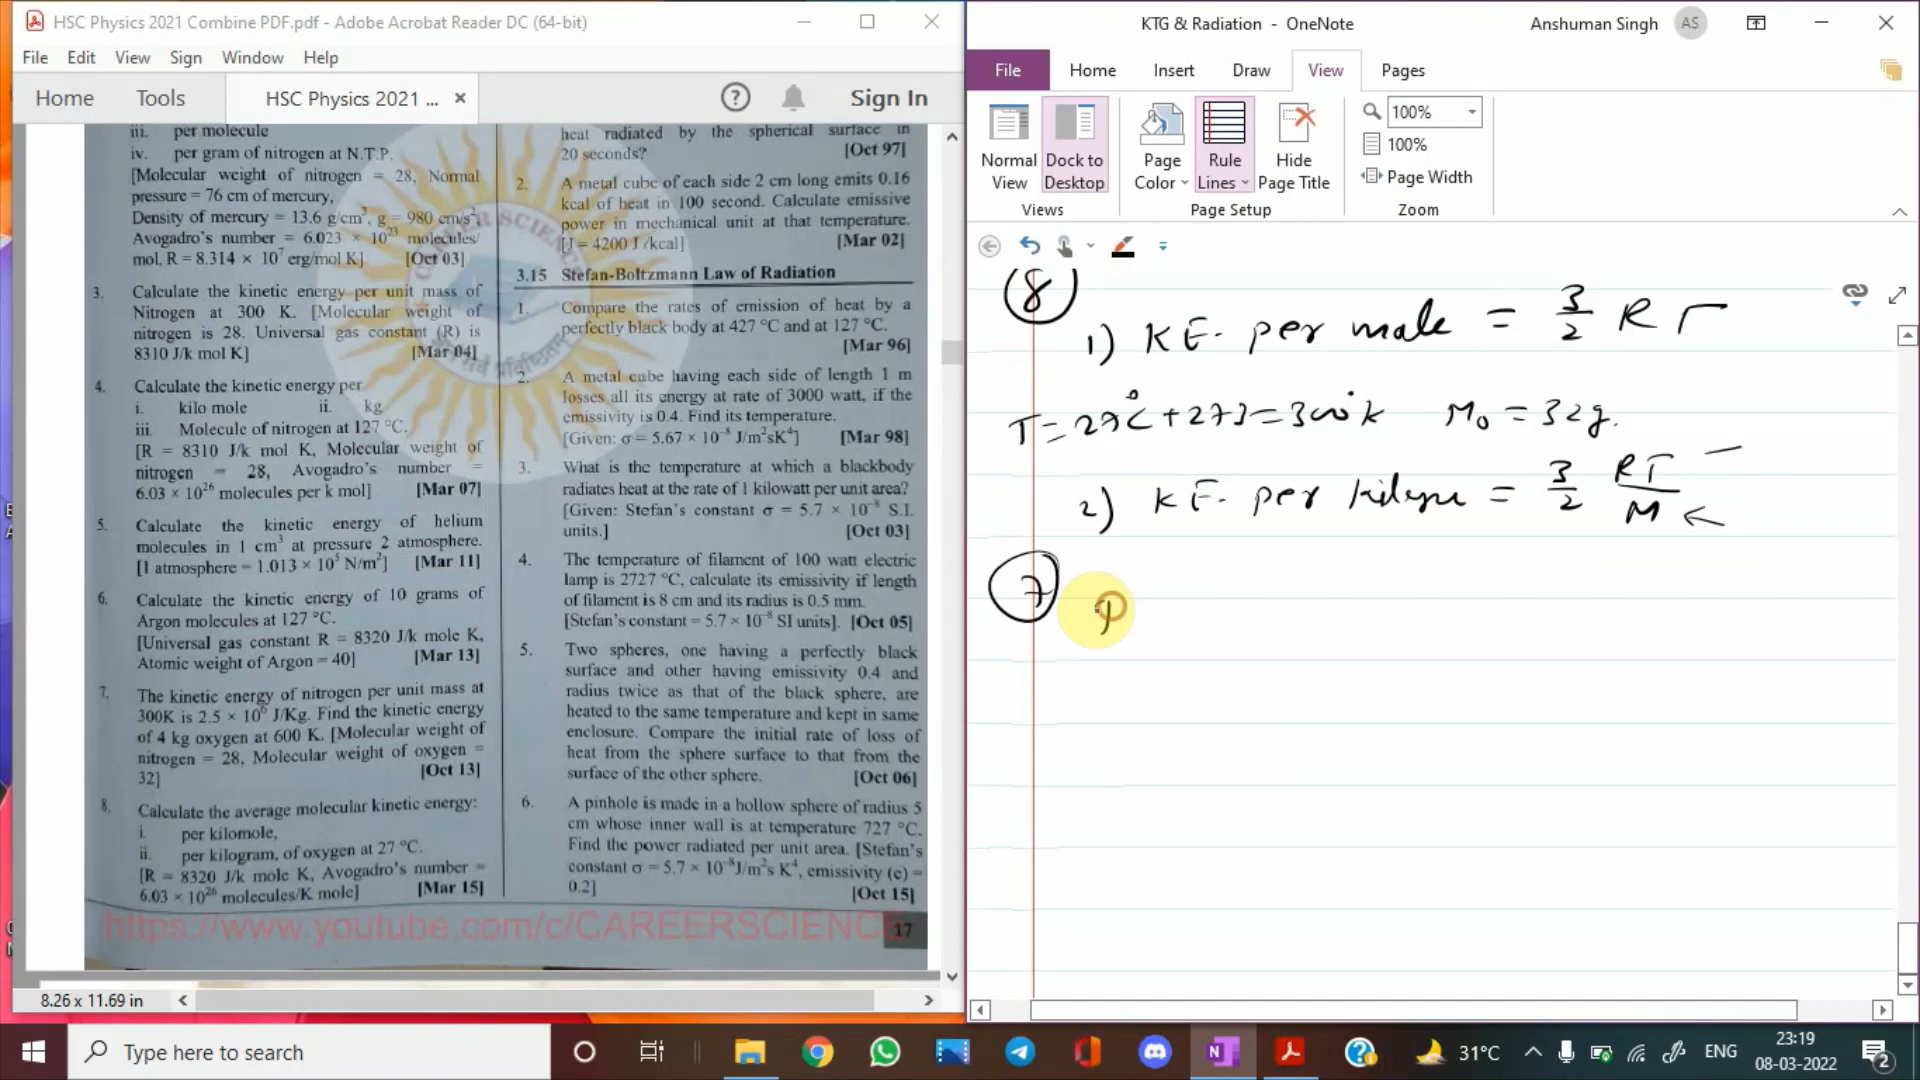 HSC Physics 2021 Combine PDF.pdf - Adobe Acrobat Reader DC (64-bit)
File Edit View Sign Window Help
Home Tools HSC Physics 2021 ... × Sign In
iii. per molecule
iv. per gram of nitrogen at N.T.P.
[Molecular weight of nitrogen = 28, Normal
pressure = 76 cm of mercury,
Density of mercury = 13.6 g/cm³, g = 980 cm/s²,
Avogadro's number = 6.023 × 10²³ molecules/
mol, R = 8.314 × 10⁷ erg/mol K] [Oct 03]
3. Calculate the kinetic energy per unit mass of
Nitrogen at 300 K. [Molecular weight of
nitrogen is 28. Universal gas constant (R) is
8310 J/k mol K] [Mar 04]
4. Calculate the kinetic energy per
i. kilo mole ii. kg
iii. Molecule of nitrogen at 127 °C.
[R = 8310 J/k mol K, Molecular weight of
nitrogen = 28, Avogadro's number =
6.03 × 10²⁶ molecules per k mol] [Mar 07]
5. Calculate the kinetic energy of helium
molecules in 1 cm³ at pressure 2 atmosphere.
[1 atmosphere = 1.013 × 10⁵ N/m²] [Mar 11]
6. Calculate the kinetic energy of 10 grams of
Argon molecules at 127 °C.
[Universal gas constant R = 8320 J/k mole K,
Atomic weight of Argon = 40] [Mar 13]
7. The kinetic energy of nitrogen per unit mass at
300K is 2.5 × 10⁶ J/Kg. Find the kinetic energy
of 4 kg oxygen at 600 K. [Molecular weight of
nitrogen = 28, Molecular weight of oxygen =
32] [Oct 13]
8. Calculate the average molecular kinetic energy:
i. per kilomole,
ii. per kilogram, of oxygen at 27 °C.
[R = 8320 J/k mole K, Avogadro's number =
6.03 × 10²⁶ molecules/K mole] [Mar 15]
heat radiated by the spherical surface in
20 seconds? [Oct 97]
2. A metal cube of each side 2 cm long emits 0.16
kcal of heat in 100 second. Calculate emissive
power in mechanical unit at that temperature.
[J = 4200 J /kcal] [Mar 02]
3.15 Stefan-Boltzmann Law of Radiation
1. Compare the rates of emission of heat by a
perfectly black body at 427 °C and at 127 °C.
[Mar 96]
2. A metal cube having each side of length 1 m
losses all its energy at rate of 3000 watt, if the
emissivity is 0.4. Find its temperature.
[Given: σ = 5.67 × 10⁻⁸ J/m²sK⁴] [Mar 98]
3. What is the temperature at which a blackbody
radiates heat at the rate of 1 kilowatt per unit area?
[Given: Stefan's constant σ = 5.7 × 10⁻⁸ S.I.
units.] [Oct 03]
4. The temperature of filament of 100 watt electric
lamp is 2727 °C, calculate its emissivity if length
of filament is 8 cm and its radius is 0.5 mm.
[Stefan's constant = 5.7 × 10⁻⁸ SI units]. [Oct 05]
5. Two spheres, one having a perfectly black
surface and other having emissivity 0.4 and
radius twice as that of the black sphere, are
heated to the same temperature and kept in same
enclosure. Compare the initial rate of loss of
heat from the sphere surface to that from the
surface of the other sphere. [Oct 06]
6. A pinhole is made in a hollow sphere of radius 5
cm whose inner wall is at temperature 727 °C.
Find the power radiated per unit area. [Stefan's
constant σ = 5.7 × 10⁻⁸J/m²s K⁴, emissivity (e) =
0.2] [Oct 15]
https://www.youtube.com/c/CAREERSCIENCE
17
8.26 x 11.69 in
KTG & Radiation - OneNote Anshuman Singh AS
File Home Insert Draw View Pages
Normal View
Dock to Desktop
Views
Page Color
Rule Lines
Hide Page Title
Page Setup
100%
100%
Page Width
Zoom
8
1) KE. per mole = 3/2 R T
T = 27°C + 273 = 300°K M₀ = 32g.
2) KE. per kilogm = 3/2 RT/M ←
7
Type here to search
31°C ENG 23:19
08-03-2022
2